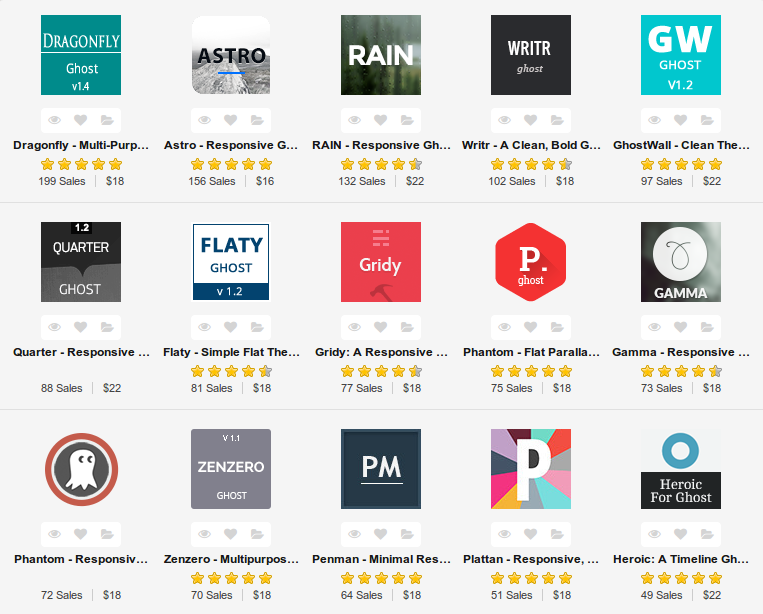 DRAGONFLY
Ghost
v1.4
ASTRO
RAIN
WRITR
ghost
GW
GHOST
V1.2
Dragonfly - Multi-Purp...
Astro - Responsive G...
RAIN - Responsive Gh...
Writr - A Clean, Bold G...
GhostWall - Clean The...
199 Sales $18
156 Sales $16
132 Sales $22
102 Sales $18
97 Sales $22
1.2
QUARTER
GHOST
FLATY
GHOST
v 1.2
Gridy
P.
ghost
GAMMA
Quarter - Responsive ...
Flaty - Simple Flat The...
Gridy: A Responsive ...
Phantom - Flat Paralla...
Gamma - Responsive ...
88 Sales $22
81 Sales $18
77 Sales $18
75 Sales $18
73 Sales $18
V 1.1
ZENZERO
GHOST
PM
P
Heroic
For Ghost
Phantom - Responsiv...
Zenzero - Multipurpos...
Penman - Minimal Res...
Plattan - Responsive, ...
Heroic: A Timeline Gh...
72 Sales $18
70 Sales $18
64 Sales $18
51 Sales $18
49 Sales $22